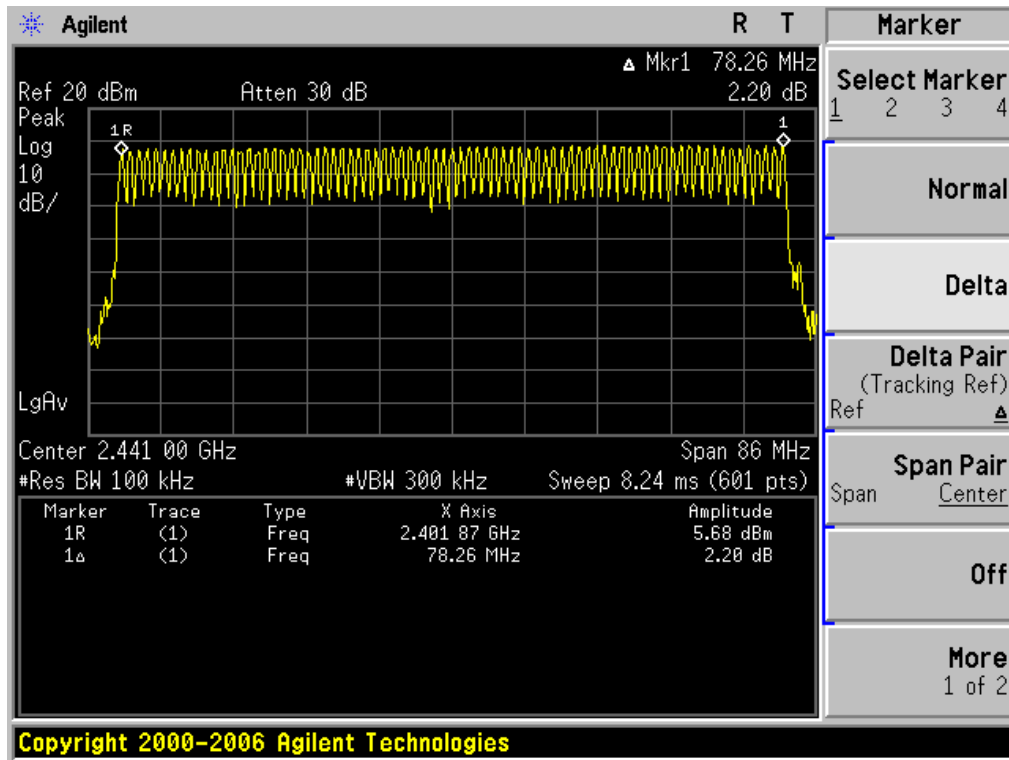 Agilent
R T
Marker
Mkr1 78.26 MHz
Ref 20 dBm Atten 30 dB 2.20 dB
Peak
Log
10
dB/
1R
1
LgAv
Center 2.441 00 GHz Span 86 MHz
#Res BW 100 kHz #VBW 300 kHz Sweep 8.24 ms (601 pts)
Marker Trace Type X Axis Amplitude
1R (1) Freq 2.401 87 GHz 5.68 dBm
1Δ (1) Freq 78.26 MHz 2.20 dB
Select Marker
1 2 3 4
Normal
Delta
Delta Pair
(Tracking Ref)
Ref Δ
Span Pair
Span Center
Off
More
1 of 2
Copyright 2000-2006 Agilent Technologies